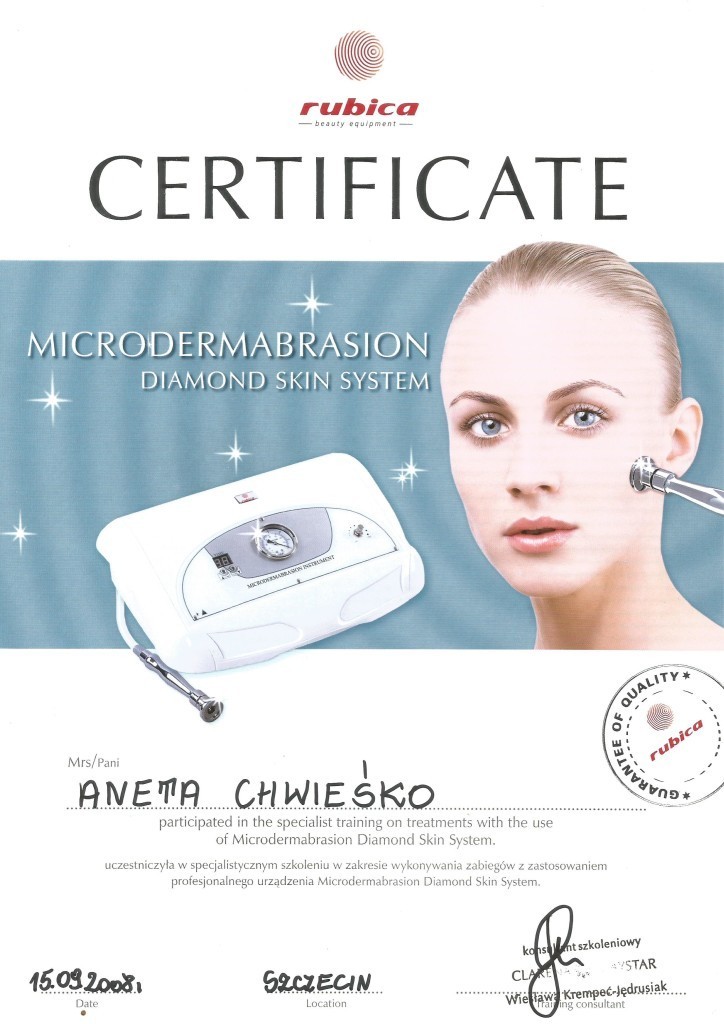 rubica
beauty equipment
CERTIFICATE
MICRODERMABRASION
DIAMOND SKIN SYSTEM
MICRODERMABRASION INSTRUMENT
GUARANTEE OF QUALITY
rubica
Mrs/Pani
ANETA CHWIEŚKO
participated in the specialist training on treatments with the use
of Microdermabrasion Diamond Skin System.
uczestniczyła w specjalistycznym szkoleniu w zakresie wykonywania zabiegów z zastosowaniem
profesjonalnego urządzenia Microdermabrasion Diamond Skin System.
konsultant szkoleniowy
Wiesława Krempeć-Jędrusiak
15.09.2008r.
SZCZECIN
Date
Location
Training consultant